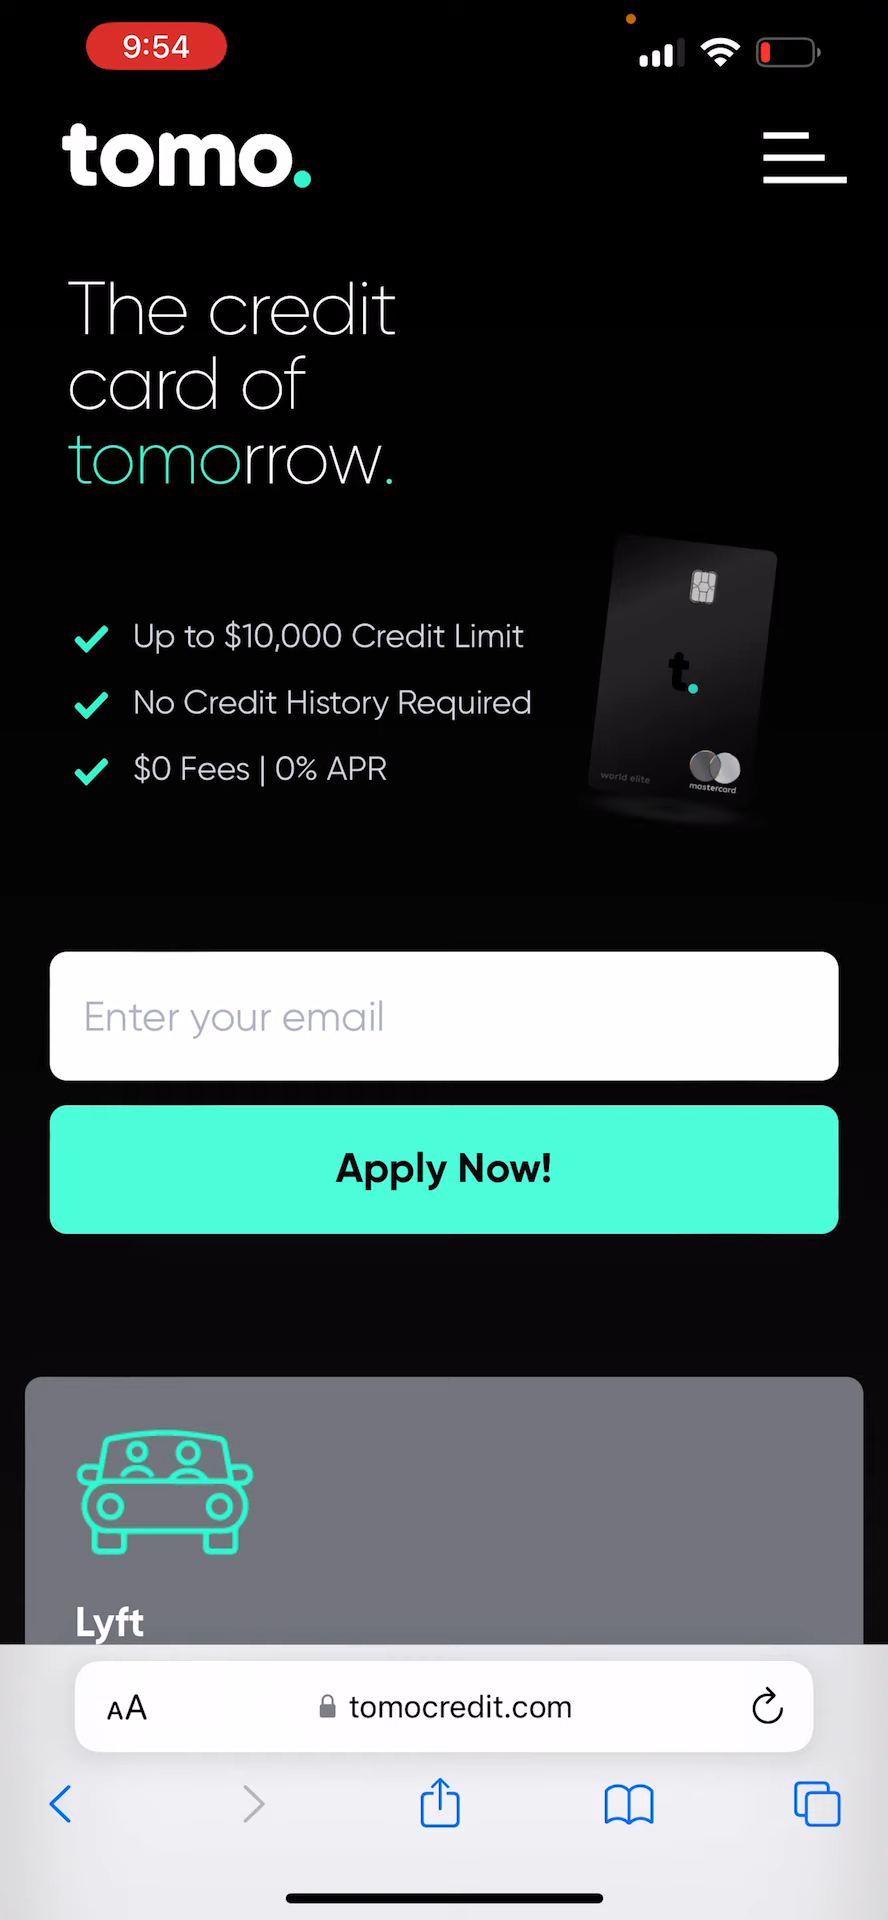 9:54
tomo.
The credit
card of
tomorrow.
Up to $10,000 Credit Limit
No Credit History Required
$0 Fees | 0% APR
t.
world elite
mastercard
Enter your email
Apply Now!
Lyft
AA
tomocredit.com